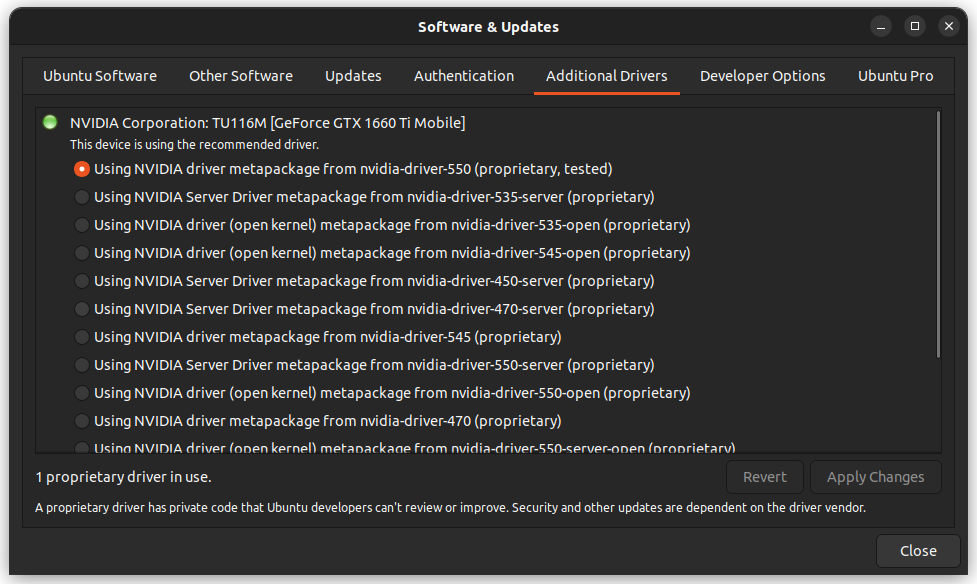 Software & Updates
Ubuntu Software Other Software Updates Authentication Additional Drivers Developer Options Ubuntu Pro
NVIDIA Corporation: TU116M [GeForce GTX 1660 Ti Mobile]
This device is using the recommended driver.
Using NVIDIA driver metapackage from nvidia-driver-550 (proprietary, tested)
Using NVIDIA Server Driver metapackage from nvidia-driver-535-server (proprietary)
Using NVIDIA driver (open kernel) metapackage from nvidia-driver-535-open (proprietary)
Using NVIDIA driver (open kernel) metapackage from nvidia-driver-545-open (proprietary)
Using NVIDIA Server Driver metapackage from nvidia-driver-450-server (proprietary)
Using NVIDIA Server Driver metapackage from nvidia-driver-470-server (proprietary)
Using NVIDIA driver metapackage from nvidia-driver-545 (proprietary)
Using NVIDIA Server Driver metapackage from nvidia-driver-550-server (proprietary)
Using NVIDIA driver (open kernel) metapackage from nvidia-driver-550-open (proprietary)
Using NVIDIA driver metapackage from nvidia-driver-470 (proprietary)
Using NVIDIA driver (open kernel) metapackage from nvidia-driver-550-server-open (proprietary)
1 proprietary driver in use.
Revert Apply Changes
A proprietary driver has private code that Ubuntu developers can't review or improve. Security and other updates are dependent on the driver vendor.
Close